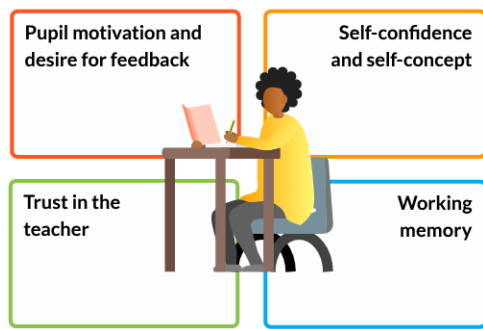 Pupil motivation and
desire for feedback
Self-confidence
and self-concept
Trust in the
teacher
Working
memory